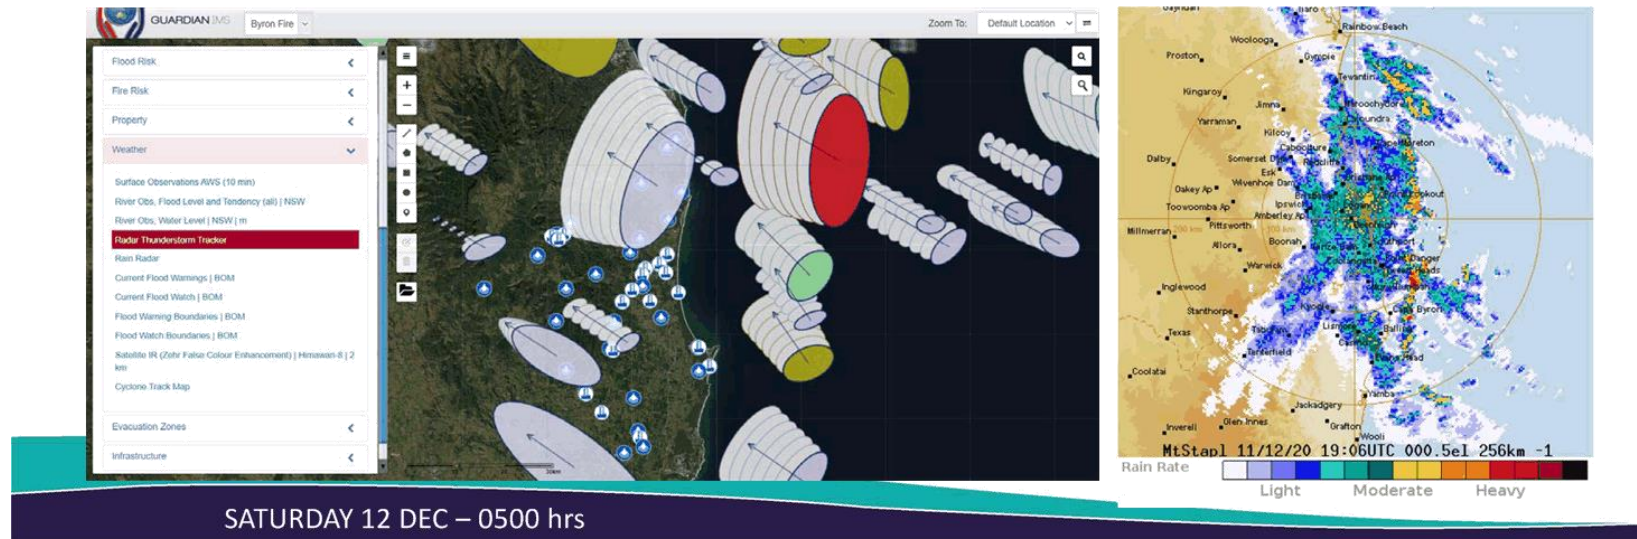 GUARDIAN IMS
Byron Fire
Zoom To:
Default Location
Flood Risk
Fire Risk
Property
Weather
Surface Observations AWS (10 min)
River Obs, Flood Level and Tendency (all) | NSW
River Obs, Water Level | NSW | m
Radar Thunderstorm Tracker
Rain Radar
Current Flood Warnings | BOM
Current Flood Watch | BOM
Flood Warning Boundaries | BOM
Flood Watch Boundaries | BOM
Satellite IR (Zehr False Colour Enhancement) | Himawari-8 | 2
km
Cyclone Track Map
Evacuation Zones
Infrastructure
Rainbow Beach
Woolooga
Proston
Gympie
Tewantin
Kingaroy
Jimna
Yarraman
Kilcoy
Caboolture
Dalby
Somerset
Redcliffe
Esk
Wivenhoe Dam
Oakey Ap
Ipswich
Toowoomba Ap
Amberley Ap
Millmerran
Pittsworth
Allora
Boonah
Warwick
Inglewood
Stanthorpe
Kyogle
Byron
Texas
Lismore
Ballina
Casino
Tenterfield
Coolatai
Yamba
Jackadgery
Inverell
Glen Innes
Grafton
Wooli
MtStapl 11/12/20 19:06UTC 000.5el 256km -1
Rain Rate
Light
Moderate
Heavy
SATURDAY 12 DEC – 0500 hrs